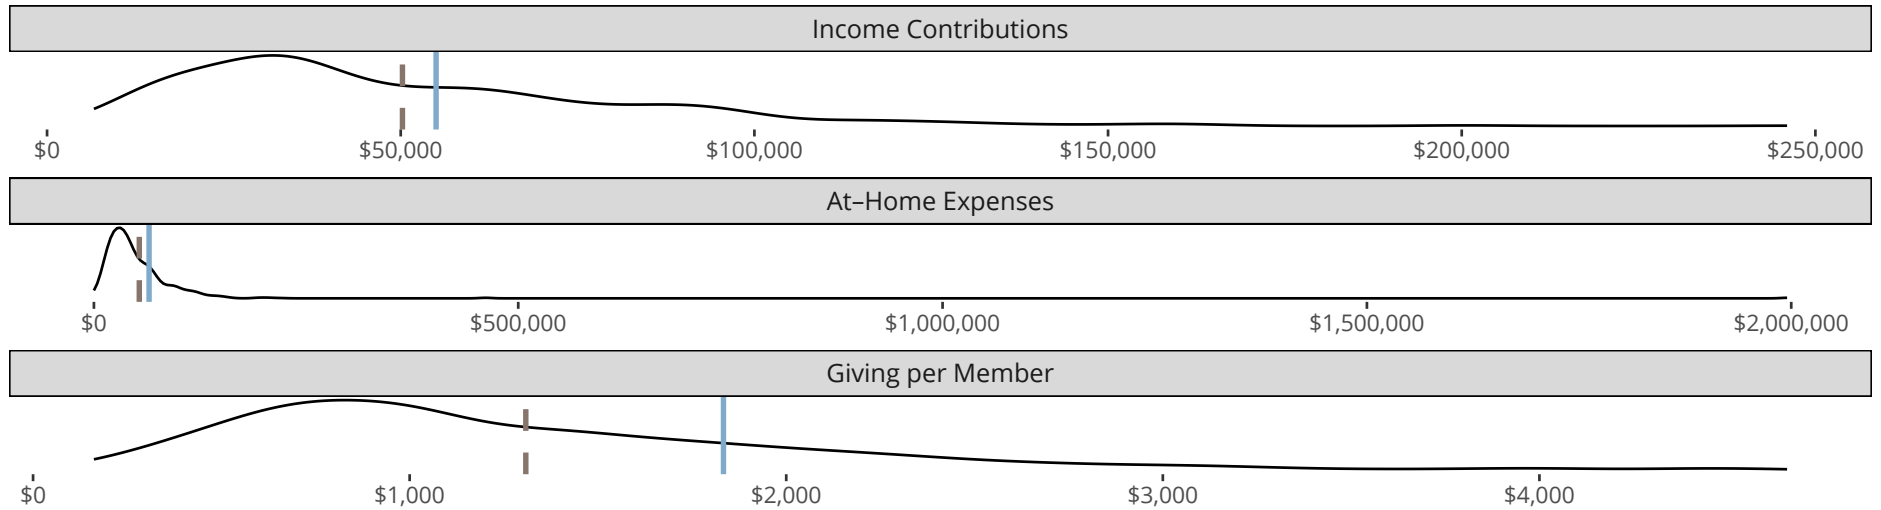 Income Contributions
$0 $50,000 $100,000 $150,000 $200,000 $250,000
At–Home Expenses
$0 $500,000 $1,000,000 $1,500,000 $2,000,000
Giving per Member
$0 $1,000 $2,000 $3,000 $4,000